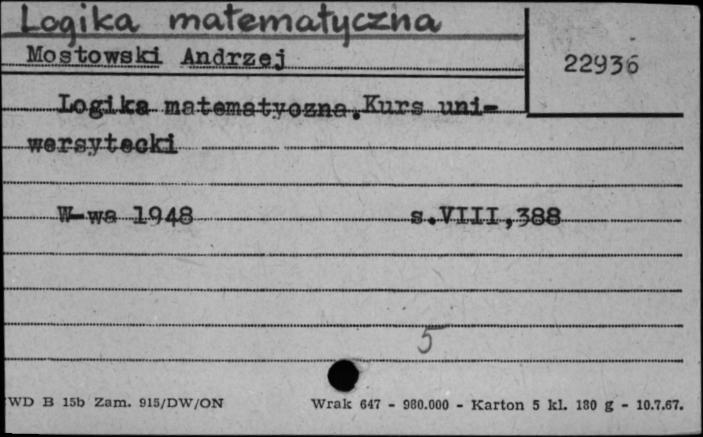 Logika matematyczna
Mostowski Andrzej
22936
Logika matematyczna. Kurs uni-
wersytecki
W-wa 1948 s.VIII,388
5
WD B 15b Zam. 915/DW/ON Wrak 647 - 980.000 - Karton 5 kl. 180 g - 10.7.67.